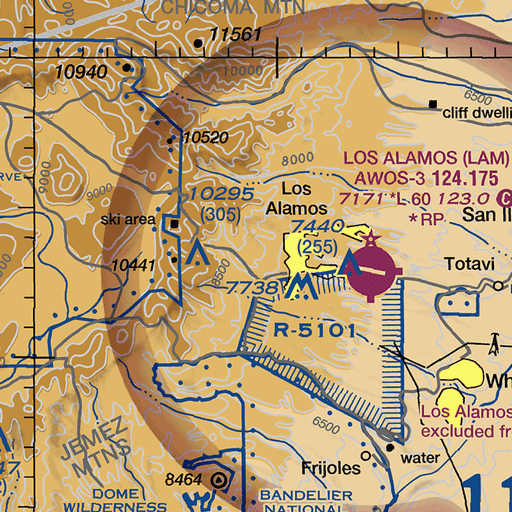 CHICOMA MTN
11561
10940
10000
6500
cliff dwelli
10520
8000
LOS ALAMOS (LAM)
AWOS-3 124.175
7171 *L 60 123.0 C
*RP
9000
9000
10295
(305)
Los
Alamos
San Il
ski area
7440
(255)
10441
8500
7738
Totavi
R-5101
Wh
Los Alamos
excluded fr
6500
JEMEZ
MTNS
Frijoles
water
8464
DOME
WILDERNESS
BANDELIER
NATIONAL
11